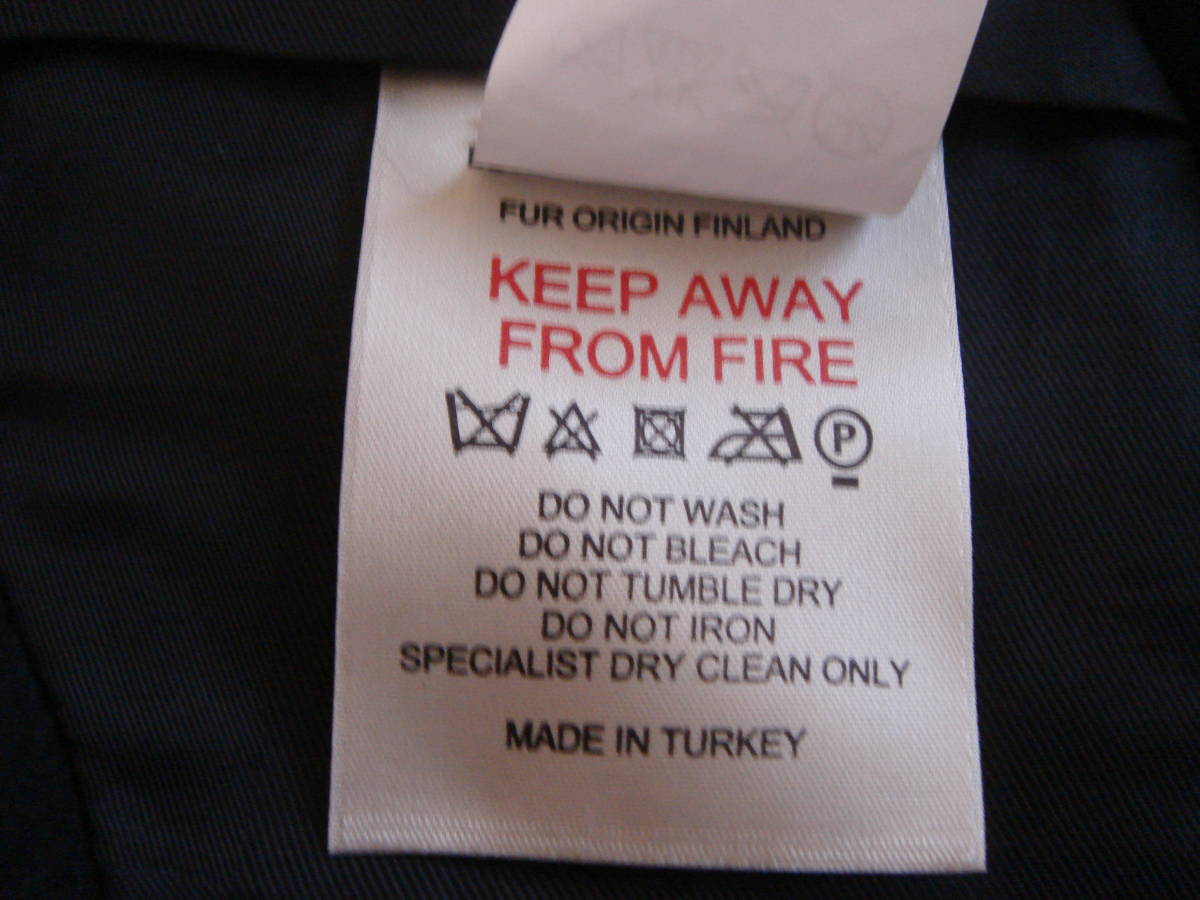 FUR ORIGIN FINLAND
KEEP AWAY
FROM FIRE
P
DO NOT WASH
DO NOT BLEACH
DO NOT TUMBLE DRY
DO NOT IRON
SPECIALIST DRY CLEAN ONLY
MADE IN TURKEY